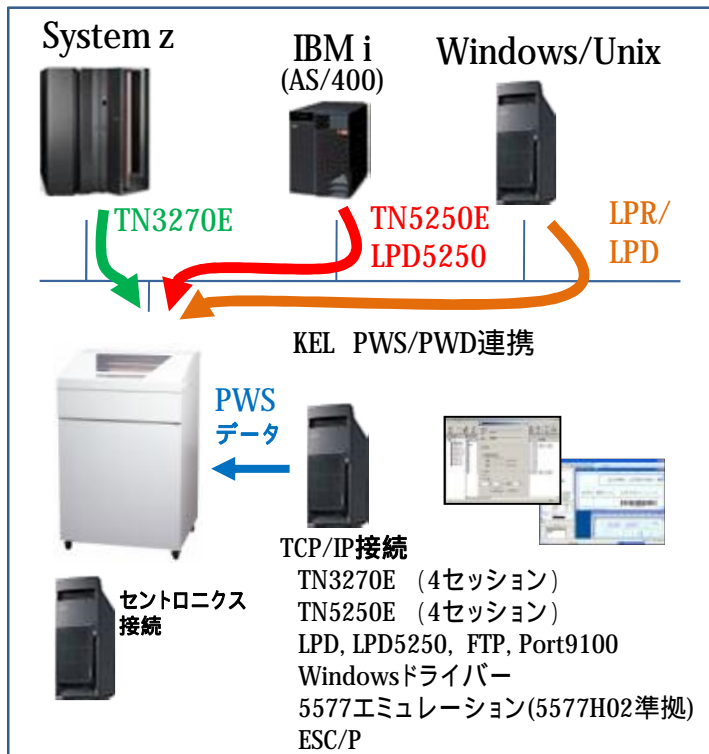 System z
IBM i
(AS/400)
Windows/Unix
TN3270E
TN5250E
LPD5250
LPR/
LPD
KEL PWS/PWD連携
PWS
データ
セントロニクス
接続
TCP/IP接続
TN3270E (4セッション)
TN5250E (4セッション)
LPD, LPD5250, FTP, Port9100
Windowsドライバー
5577エミュレーション(5577H02準拠)
ESC/P